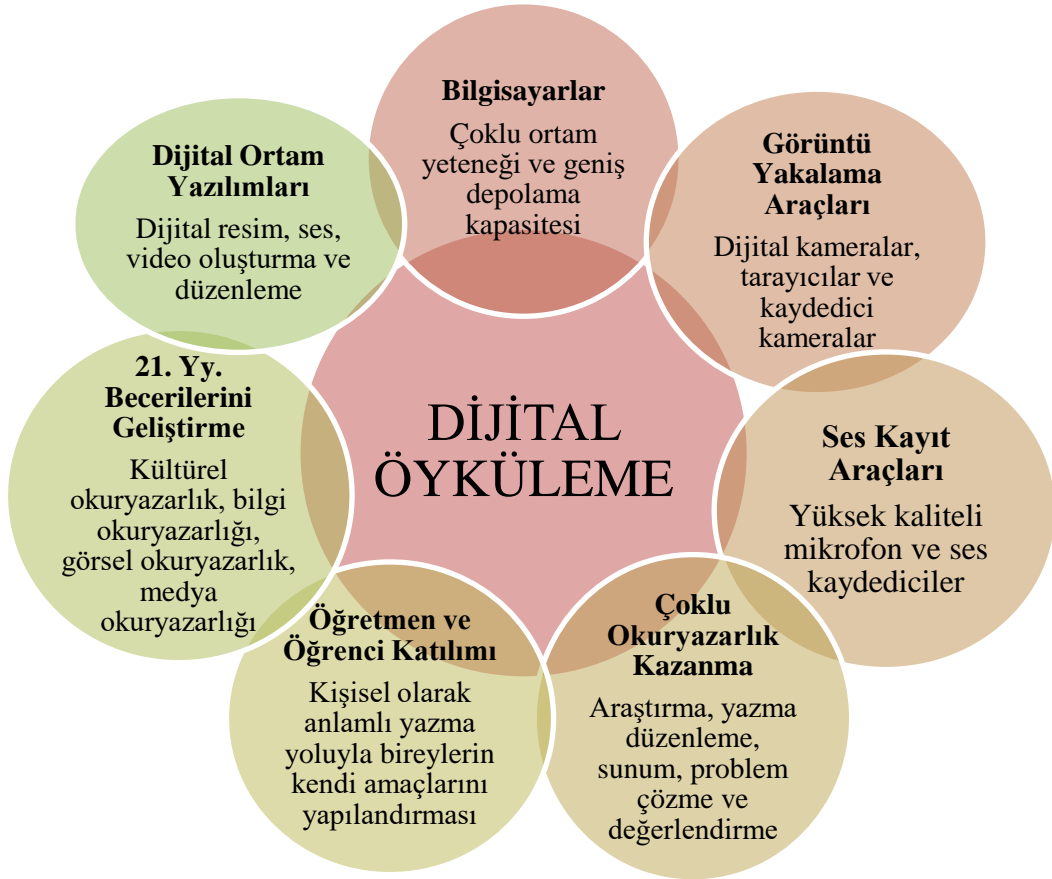 Bilgisayarlar
Çoklu ortam
yeteneği ve geniş
depolama
kapasitesi
Görüntü
Yakalama
Araçları
Dijital kameralar,
tarayıcılar ve
kaydedici
kameralar
Ses Kayıt
Araçları
Yüksek kaliteli
mikrofon ve ses
kaydediciler
Çoklu
Okuryazarlık
Kazanma
Araştırma, yazma
düzenleme,
sunum, problem
çözme ve
değerlendirme
Öğretmen ve
Öğrenci Katılımı
Kişisel olarak
anlamlı yazma
yoluyla bireylerin
kendi amaçlarını
yapılandırması
21. Yy.
Becerilerini
Geliştirme
Kültürel
okuryazarlık, bilgi
okuryazarlığı,
görsel okuryazarlık,
medya
okuryazarlığı
Dijital Ortam
Yazılımları
Dijital resim, ses,
video oluşturma ve
düzenleme
DİJİTAL
ÖYKÜLEME